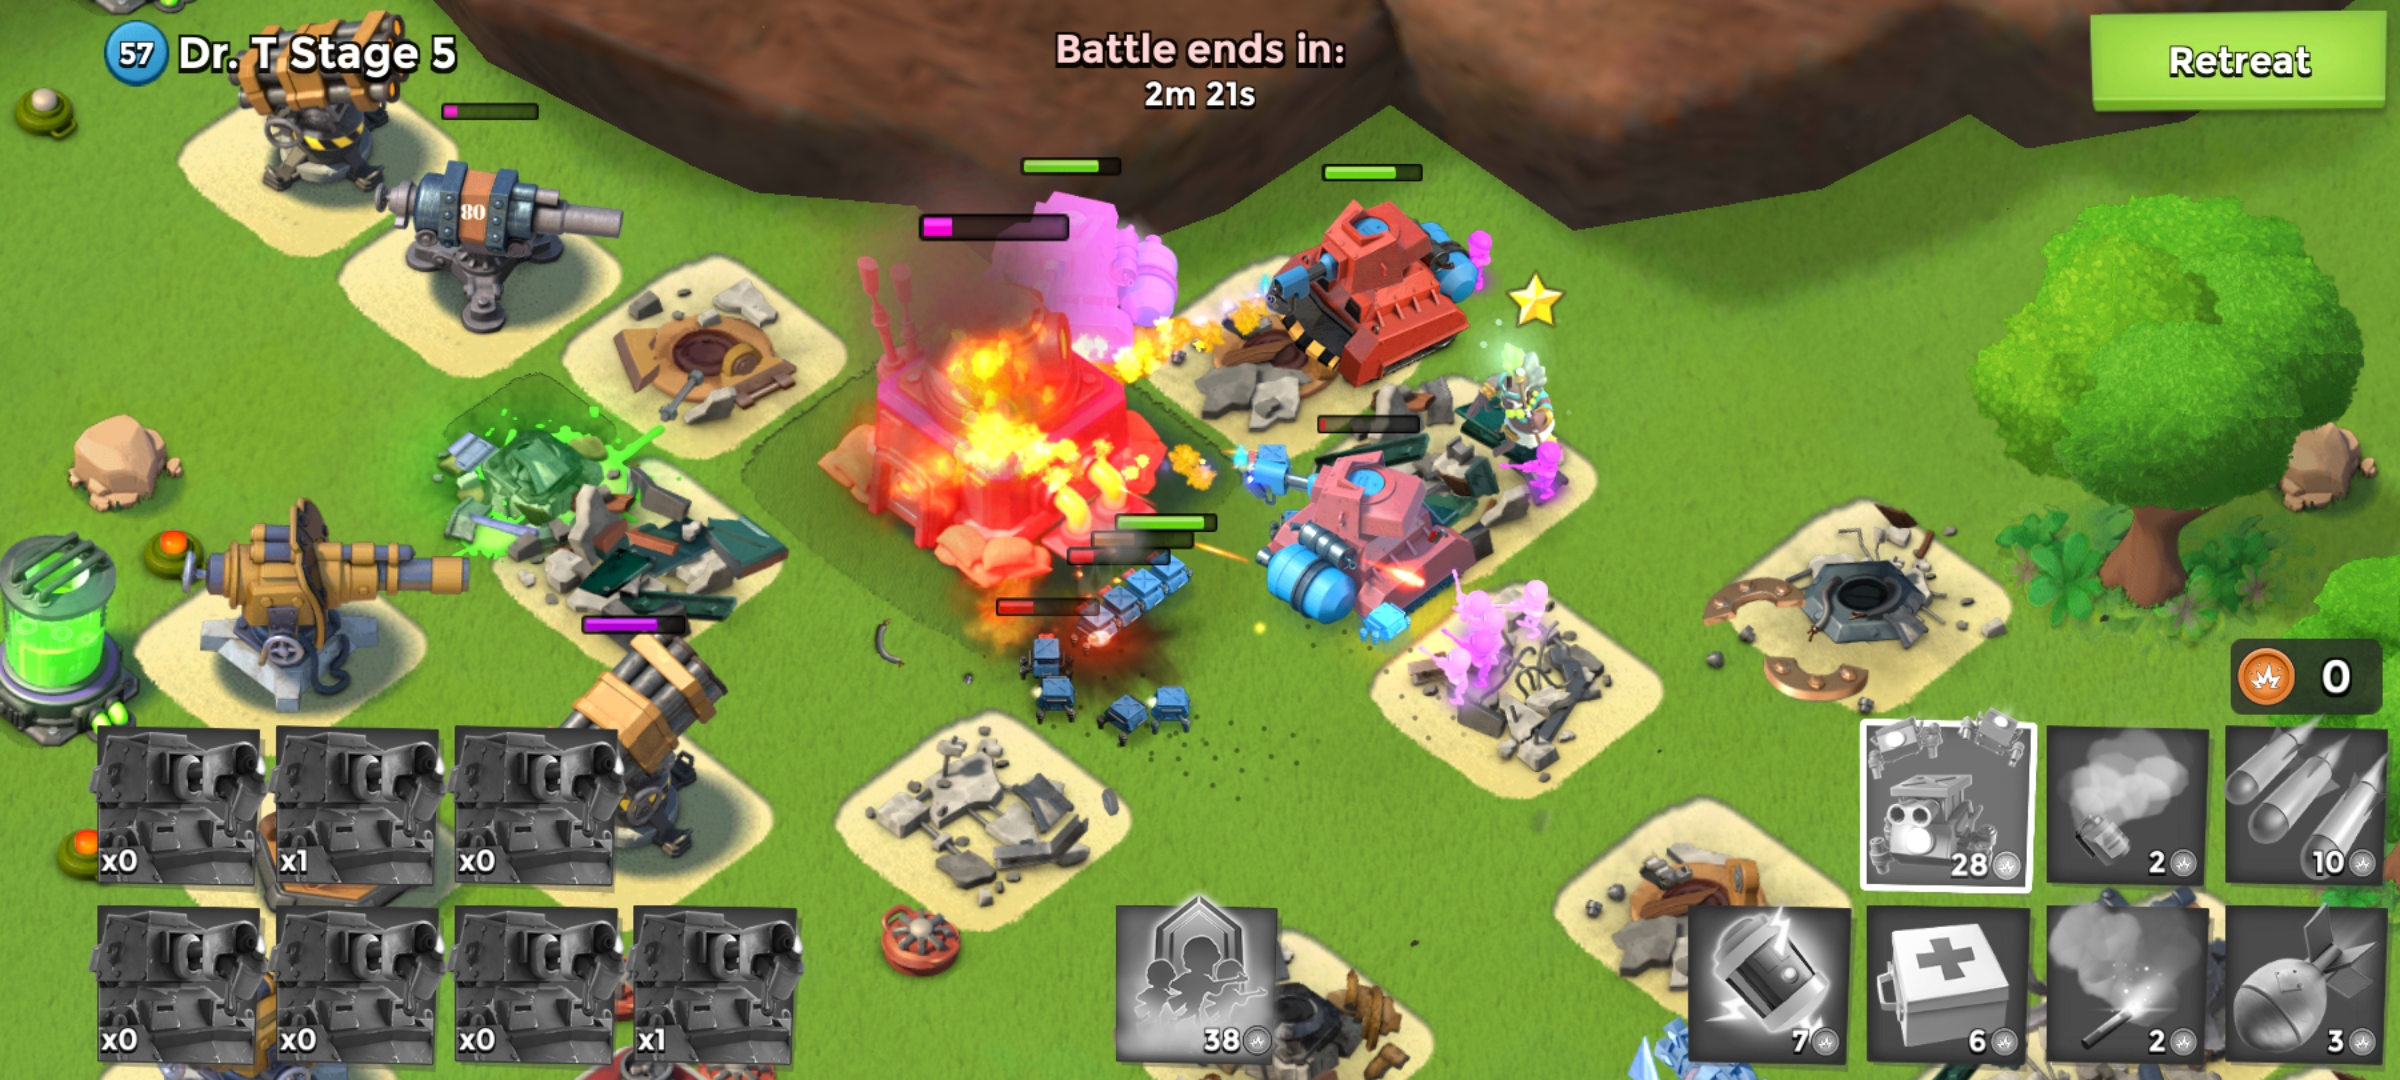 57 Dr. T Stage 5
Battle ends in:
2m 21s
Retreat
80
0
x0
x1
x0
28
2
10
x0
x0
x0
x1
38
7
6
2
3